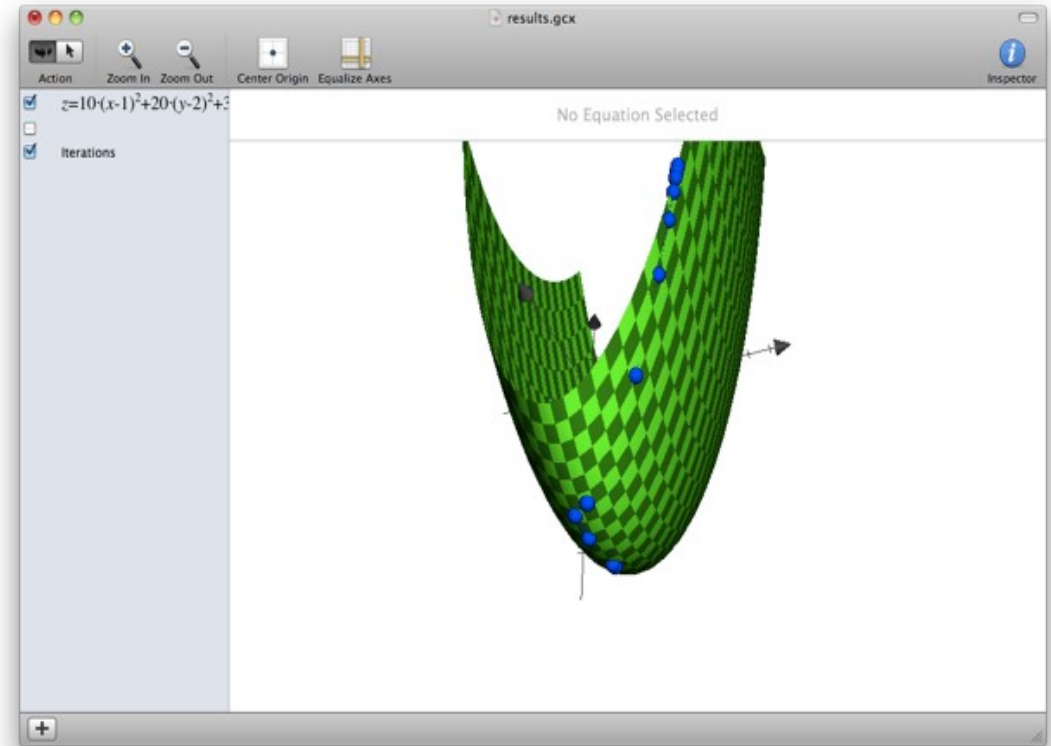 results.gcx
Action Zoom In Zoom Out Center Origin Equalize Axes Inspector
z=10·(x-1)²+20·(y-2)²+3
No Equation Selected
Iterations